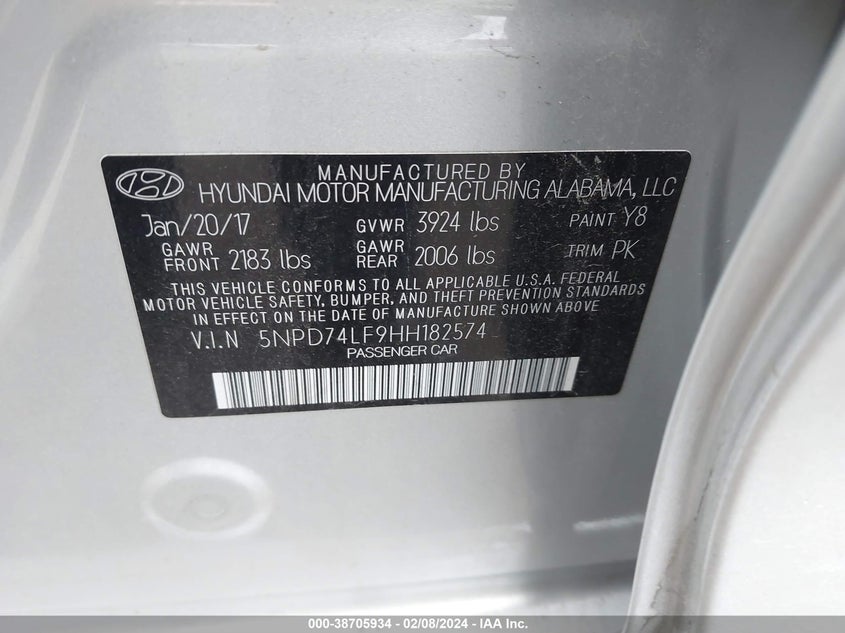 MANUFACTURED BY
HYUNDAI MOTOR MANUFACTURING ALABAMA, LLC
Jan/20/17 GVWR 3924 lbs PAINT Y8
GAWR FRONT 2183 lbs GAWR REAR 2006 lbs TRIM PK
THIS VEHICLE CONFORMS TO ALL APPLICABLE U.S.A. FEDERAL
MOTOR VEHICLE SAFETY, BUMPER, AND THEFT PREVENTION STANDARDS
IN EFFECT ON THE DATE OF MANUFACTURE SHOWN ABOVE
V.I.N 5NPD74LF9HH182574
PASSENGER CAR
000-38705934 - 02/08/2024 - IAA Inc.